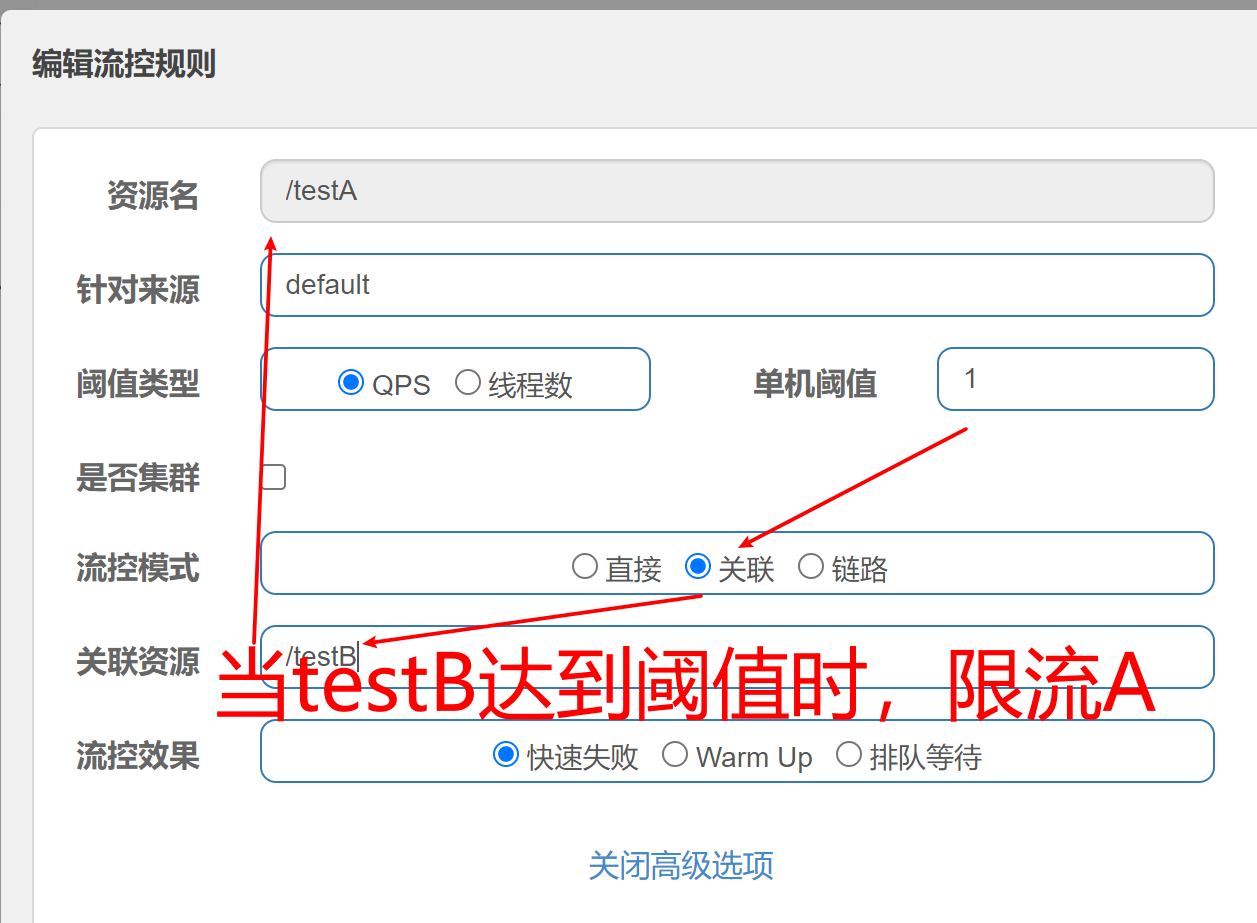 编辑流控规则
资源名 /testA
针对来源 default
阈值类型 QPS 线程数 单机阈值 1
是否集群
流控模式 直接 关联 链路
关联资源 /testB
当testB达到阈值时，限流A
流控效果 快速失败 Warm Up 排队等待
关闭高级选项